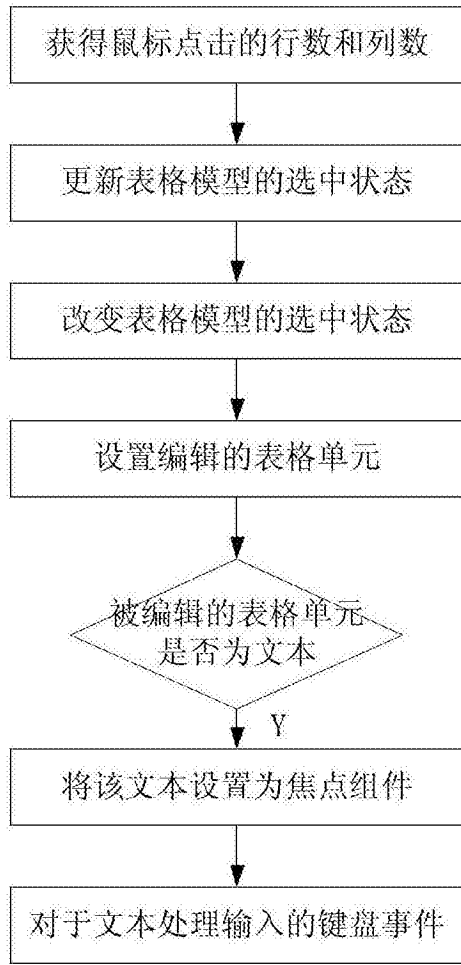 获得鼠标点击的行数和列数
更新表格模型的选中状态
改变表格模型的选中状态
设置编辑的表格单元
被编辑的表格单元
是否为文本
Y
将该文本设置为焦点组件
对于文本处理输入的键盘事件